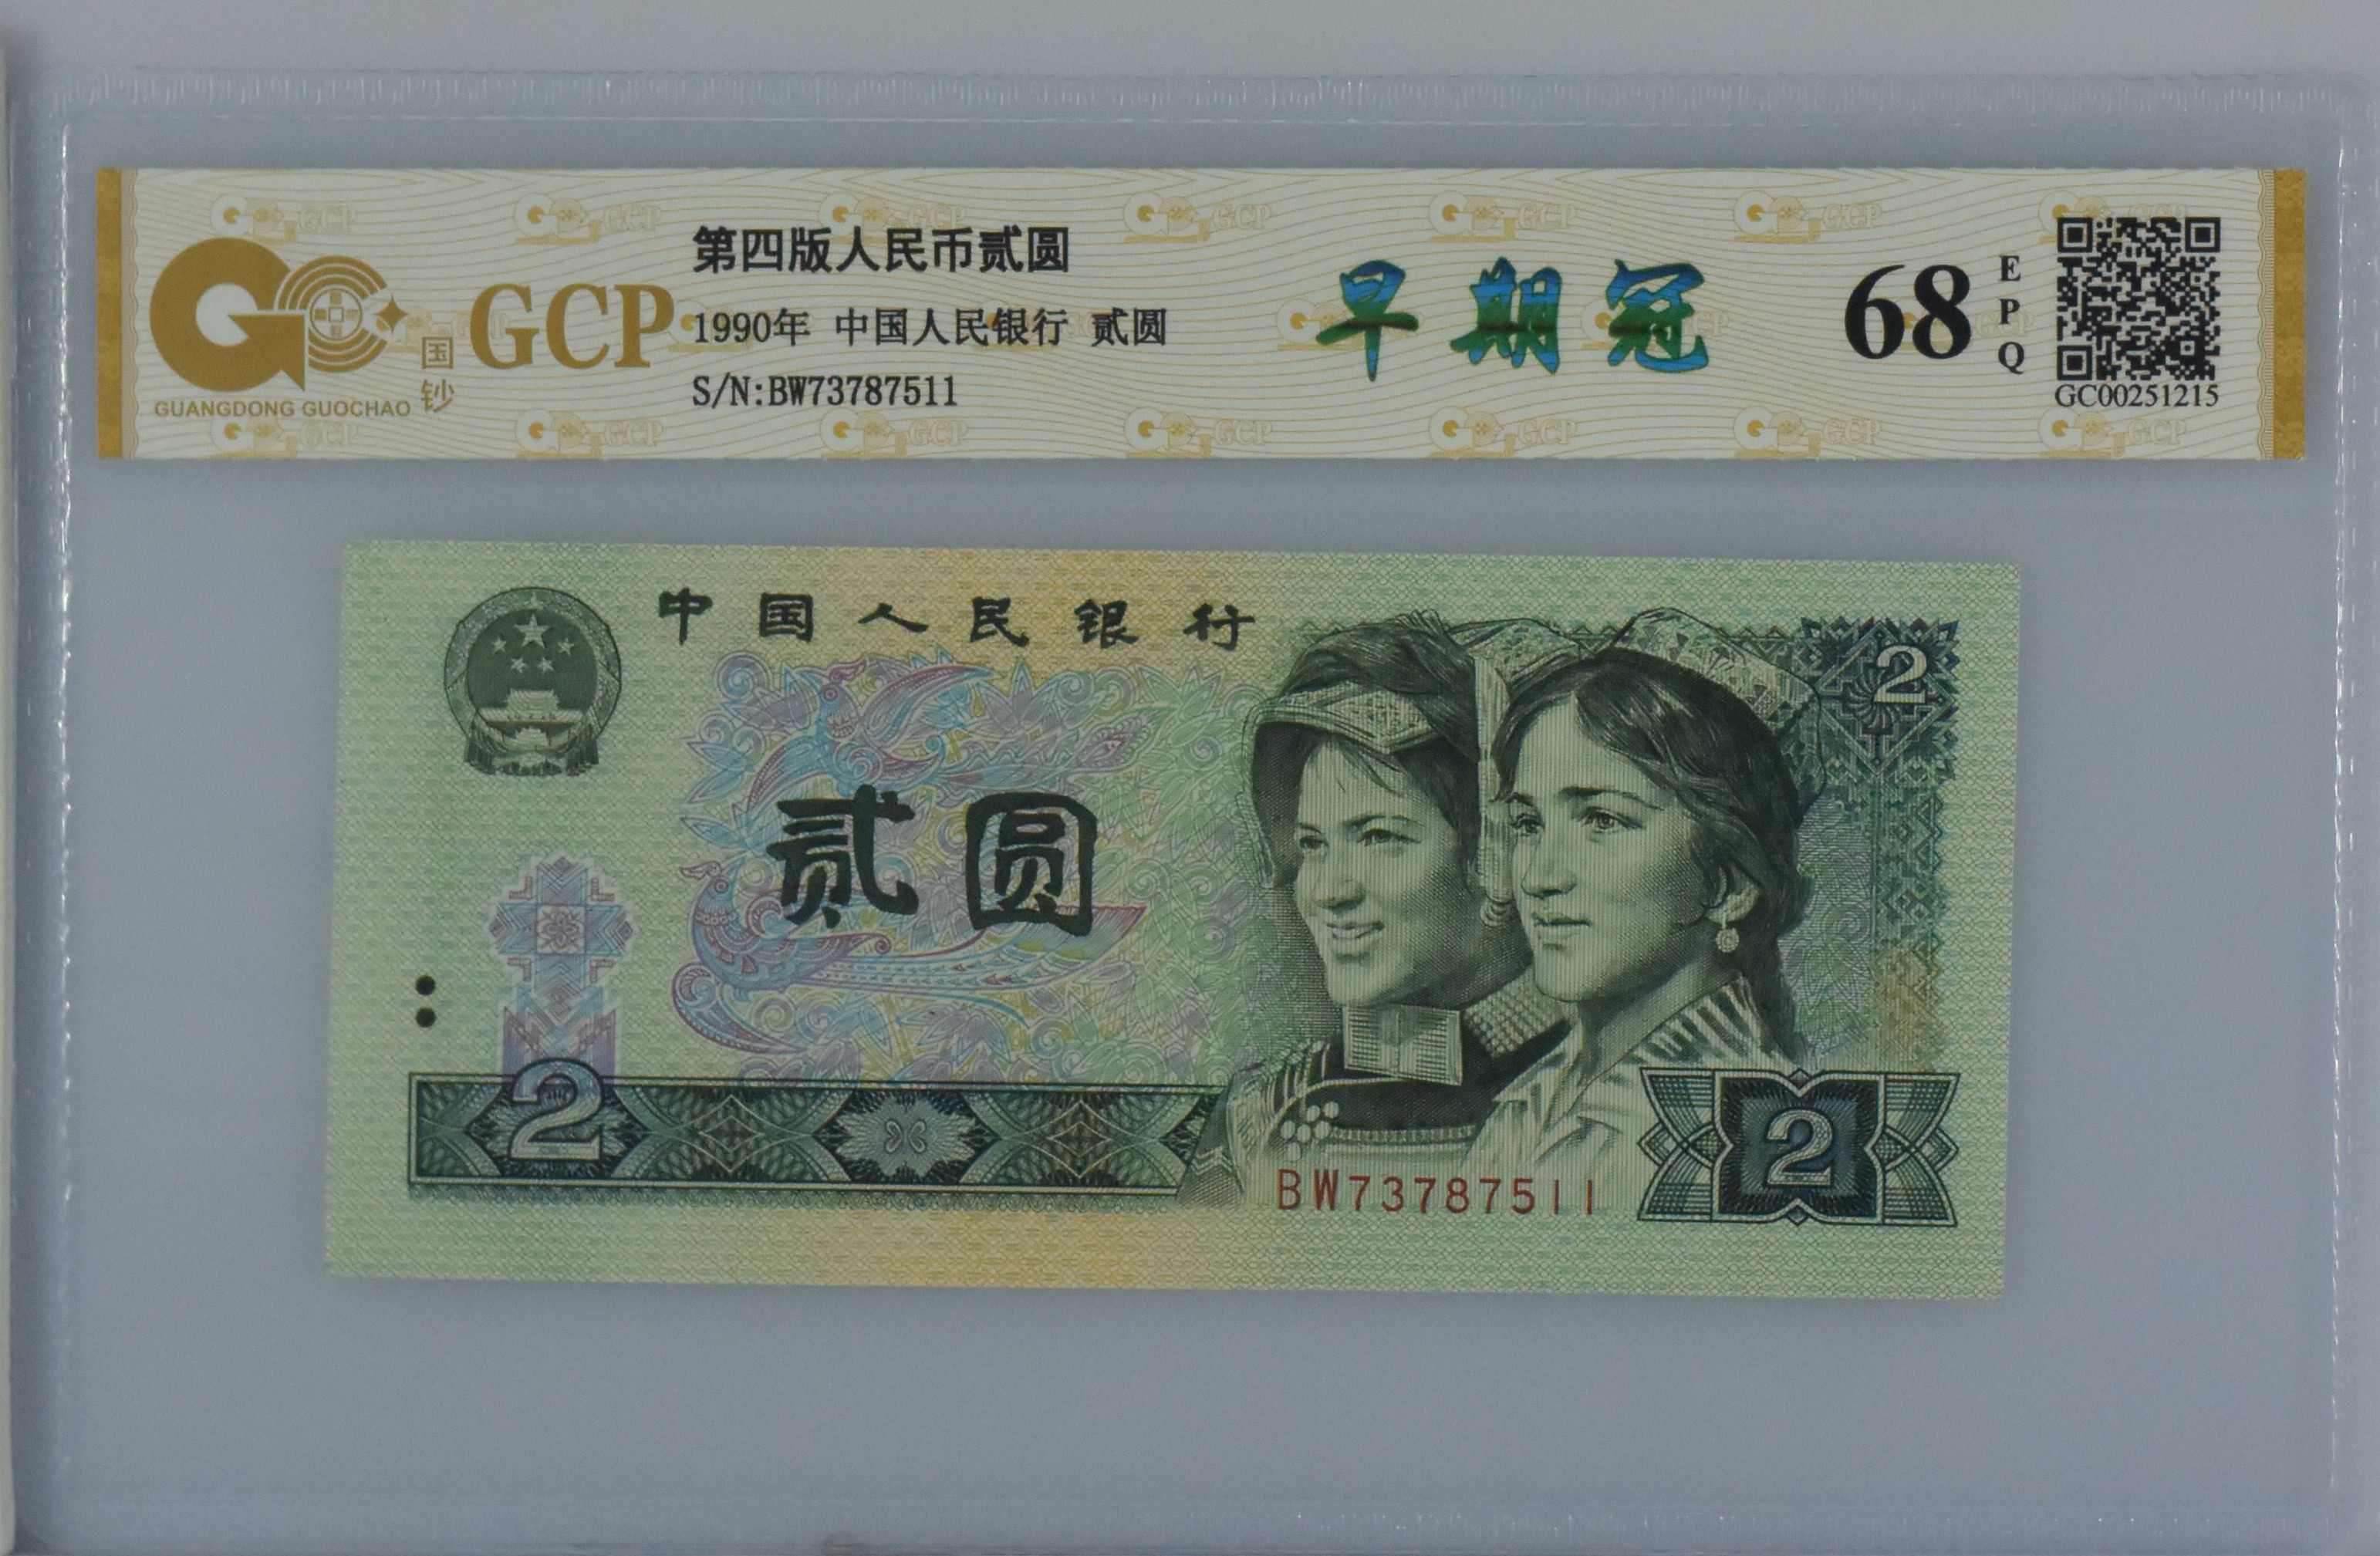 第四版人民币贰圆
1990年 中国人民银行 贰圆
S/N:BW73787511
GCP
国钞
GUANGDONG GUOCHAO
早期冠
68
EPQ
GC00251215
中国人民银行
2
贰圆
2
BW73787511
2